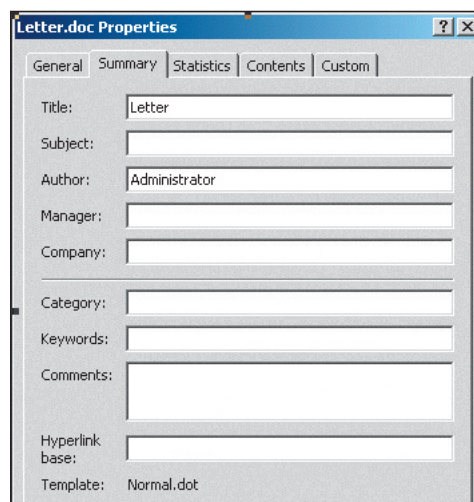 Letter.doc Properties
General Summary Statistics Contents Custom
Title: Letter
Subject:
Author: Administrator
Manager:
Company:
Category:
Keywords:
Comments:
Hyperlink
base:
Template: Normal.dot